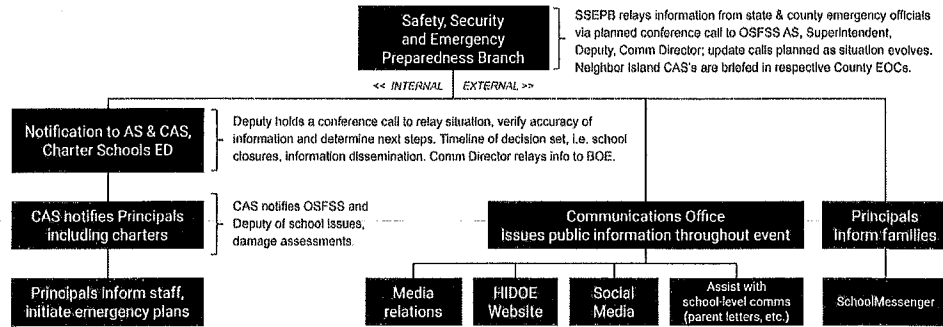 Safety, Security
and Emergency
Preparedness Branch
SSEPB relays information from state & county emergency officials
via planned conference call to OSFSS AS, Superintendent,
Deputy, Comm Director; update calls planned as situation evolves.
Neighbor Island CAS's are briefed in respective County EOCs.
<< INTERNAL
EXTERNAL >>
Notification to AS & CAS,
Charter Schools ED
Deputy holds a conference call to relay situation, verify accuracy of
information and determine next steps. Timeline of decision set, i.e. school
closures, information dissemination. Comm Director relays info to BOE.
CAS notifies Principals
including charters
CAS notifies OSFSS and
Deputy of school issues,
damage assessments.
Communications Office
issues public information throughout event
Principals
inform families
Principals inform staff,
initiate emergency plans
Media
relations
HIDOE
Website
Social
Media
Assist with
school-level comms
(parent letters, etc.)
SchoolMessenger